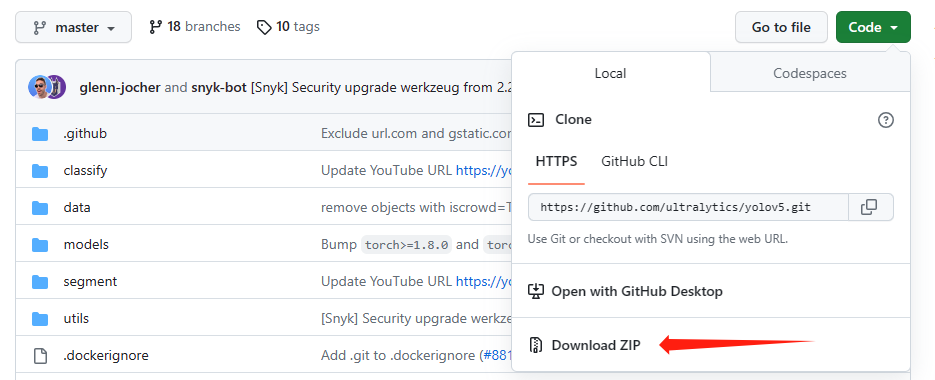 master 18 branches 10 tags Go to file Code
Local Codespaces
glenn-jocher and snyk-bot [Snyk] Security upgrade werkzeug from 2.2
Clone
.github Exclude url.com and gstatic.com
HTTPS GitHub CLI
classify Update YouTube URL https://yo
data remove objects with iscrowd=T
https://github.com/ultralytics/yolov5.git
models Bump torch>=1.8.0 and torc
Use Git or checkout with SVN using the web URL.
segment Update YouTube URL https://yo
Open with GitHub Desktop
utils [Snyk] Security upgrade werkze
Download ZIP
.dockerignore Add .git to .dockerignore (#881